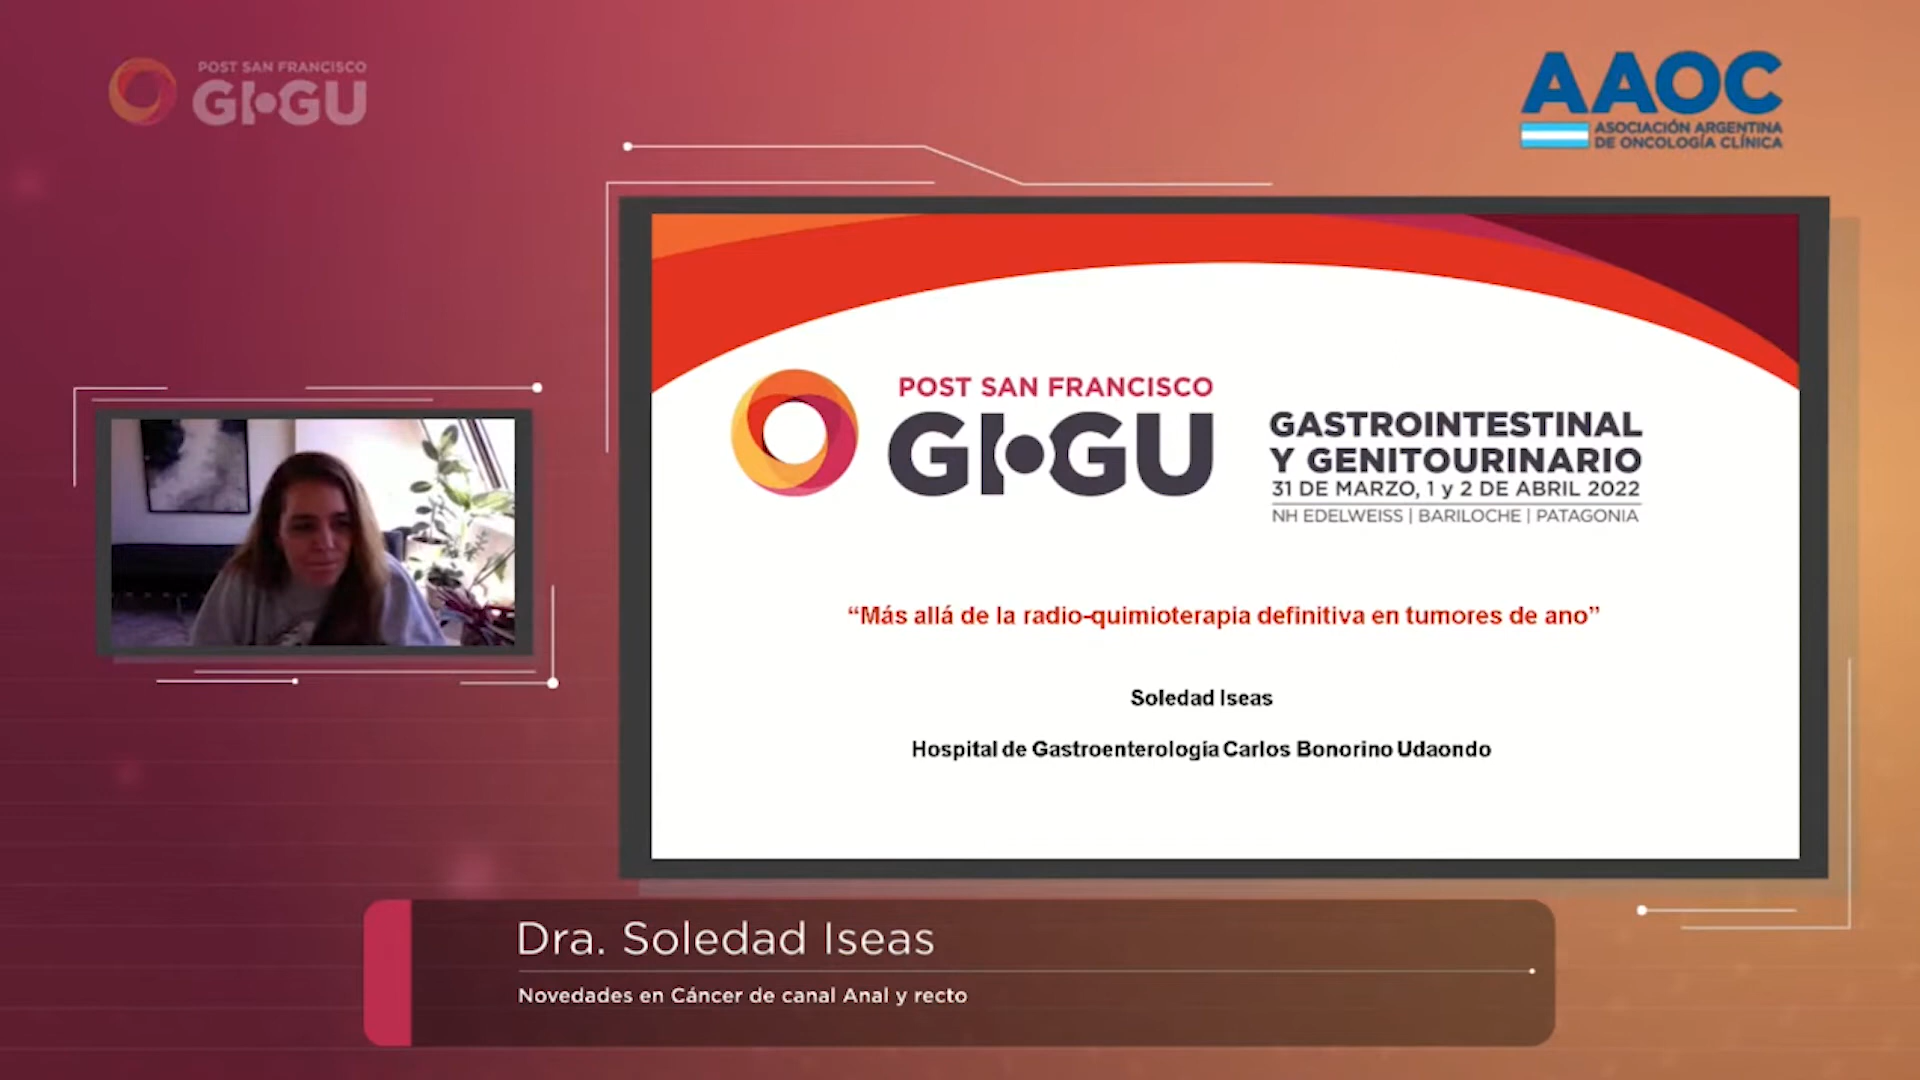 POST SAN FRANCISCO
GI•GU
AAOC
ASOCIACIÓN ARGENTINA
DE ONCOLOGÍA CLÍNICA
POST SAN FRANCISCO
GI•GU
GASTROINTESTINAL
Y GENITOURINARIO
31 DE MARZO, 1 y 2 DE ABRIL 2022
NH EDELWEISS | BARILOCHE | PATAGONIA
“Más allá de la radio-quimioterapia definitiva en tumores de ano”
Soledad Iseas
Hospital de Gastroenterología Carlos Bonorino Udaondo
Dra. Soledad Iseas
Novedades en Cáncer de canal Anal y recto